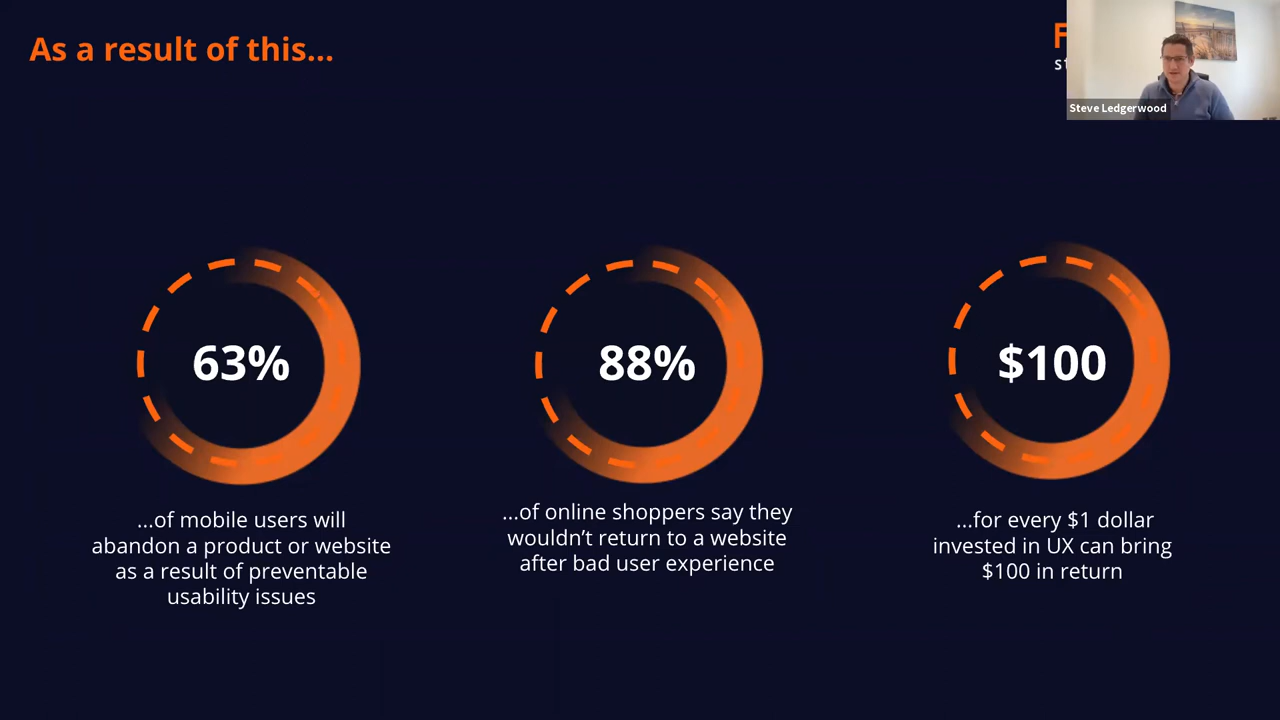 As a result of this...
Steve Ledgerwood
63%
88%
$100
...of mobile users will
abandon a product or website
as a result of preventable
usability issues
...of online shoppers say they
wouldn’t return to a website
after bad user experience
...for every $1 dollar
invested in UX can bring
$100 in return